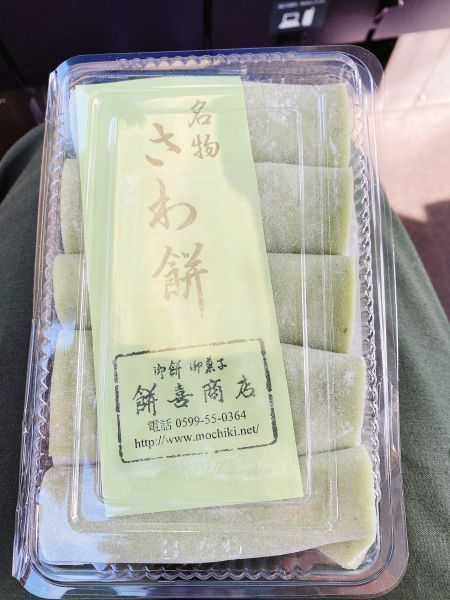 名物
さわ餅
御餅 御菓子
餅喜商店
電話 0599-55-0364
http://www.mochiki.net/